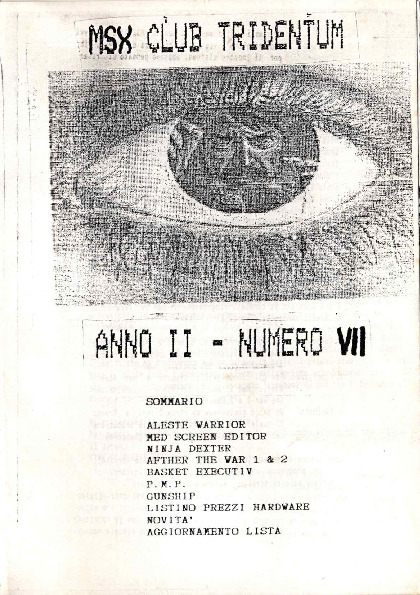 MSX CLUB TRIDENTUM
ANNO II - NUMERO VII
SOMMARIO
ALESTE WARRIOR
MED SCREEN EDITOR
NINJA DEXTER
AFTHER THE WAR 1 & 2
BASKET EXECUTIV
P.M.P.
GUNSHIP
LISTINO PREZZI HARDWARE
NOVITA'
AGGIORNAMENTO LISTA